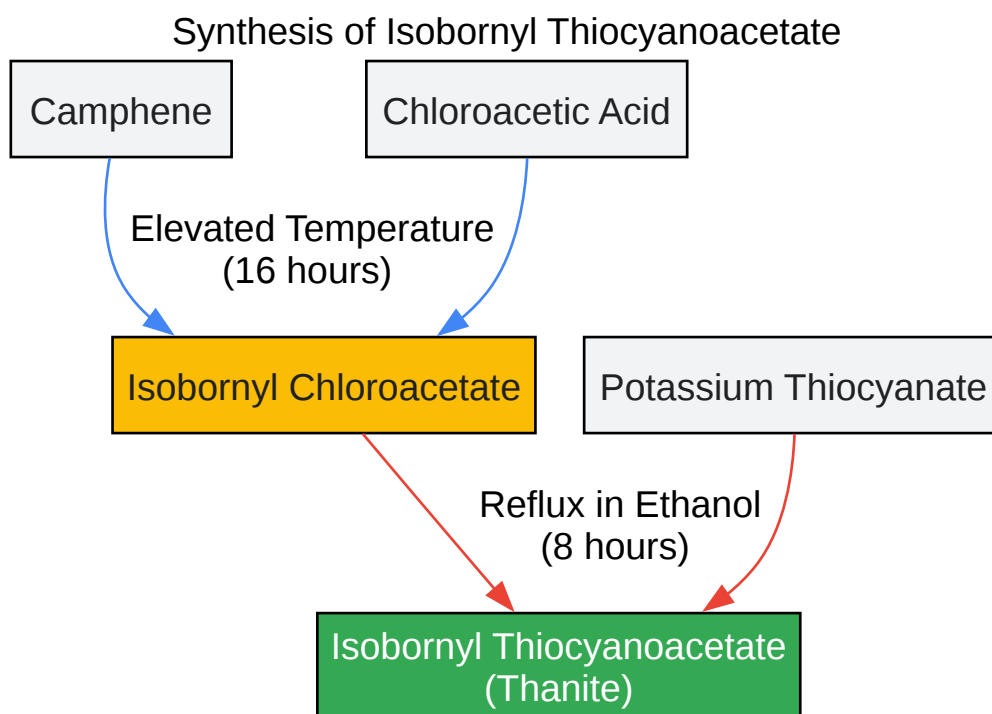 Synthesis of Isobornyl Thiocyanoacetate
Camphene
Chloroacetic Acid
Elevated Temperature
(16 hours)
Isobornyl Chloroacetate
Potassium Thiocyanate
Reflux in Ethanol
(8 hours)
Isobornyl Thiocyanoacetate
(Thanite)